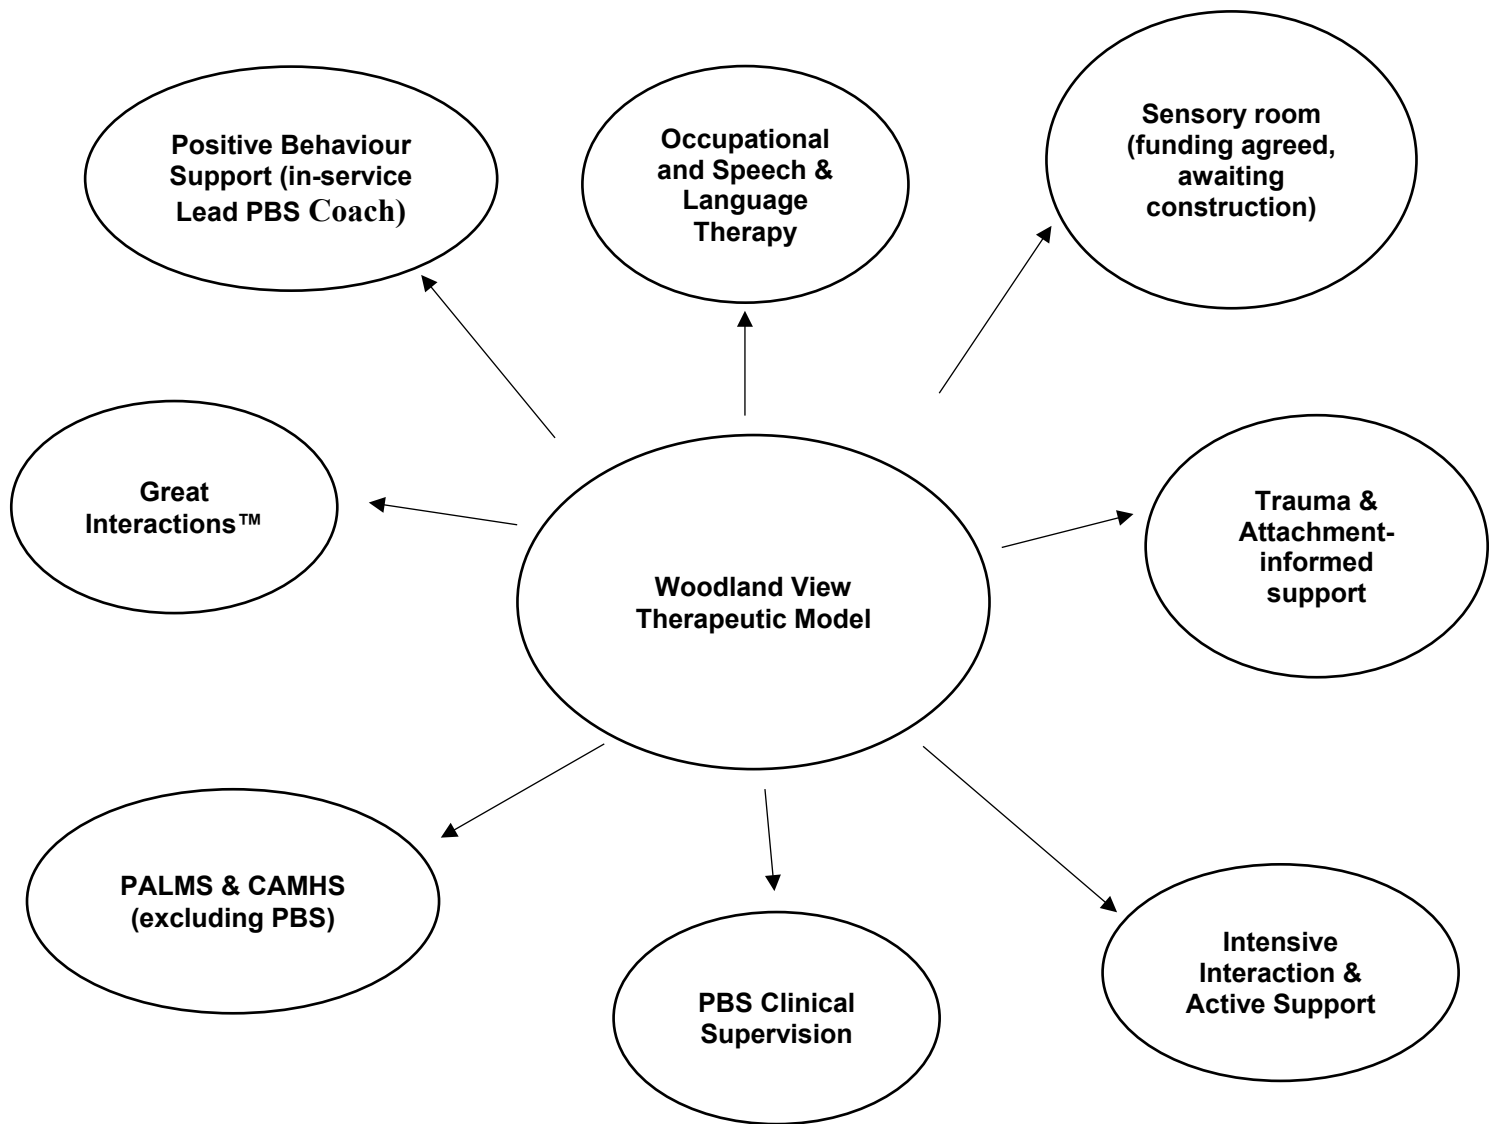 Positive Behaviour
Support (in-service
Lead PBS Coach)
Occupational
and Speech &
Language
Therapy
Sensory room
(funding agreed,
awaiting
construction)
Great
Interactions™
Woodland View
Therapeutic Model
Trauma &
Attachment-
informed
support
PALMS & CAMHS
(excluding PBS)
PBS Clinical
Supervision
Intensive
Interaction &
Active Support